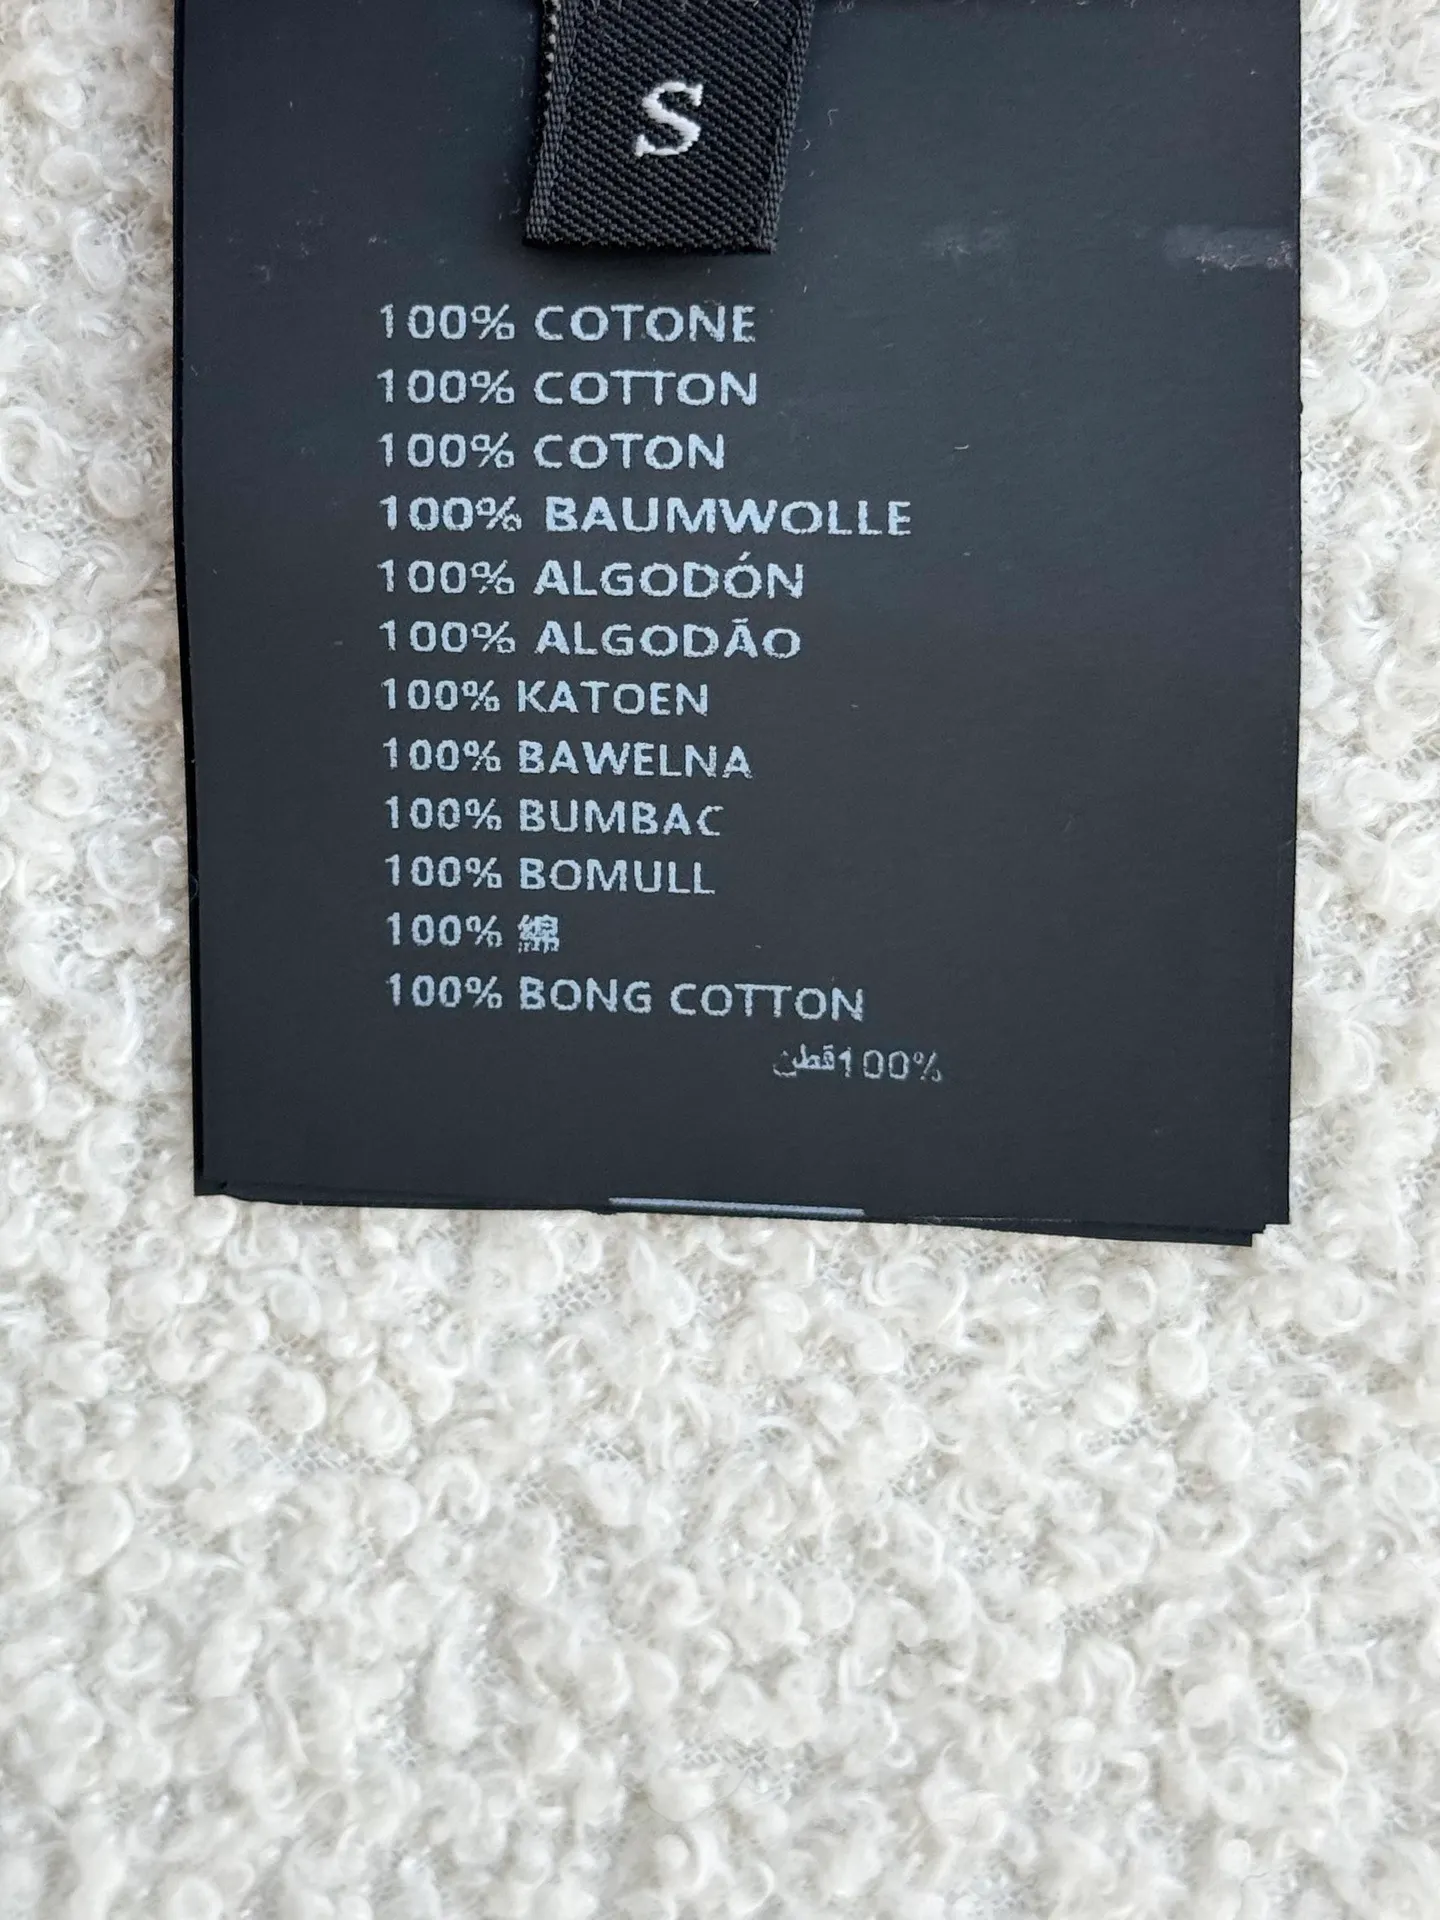 S
100% COTONE
100% COTTON
100% COTON
100% BAUMWOLLE
100% ALGODÓN
100% ALGODÃO
100% KATOEN
100% BAWELNA
100% BUMBAC
100% BOMULL
100% 綿
100% BONG COTTON
100% قطن